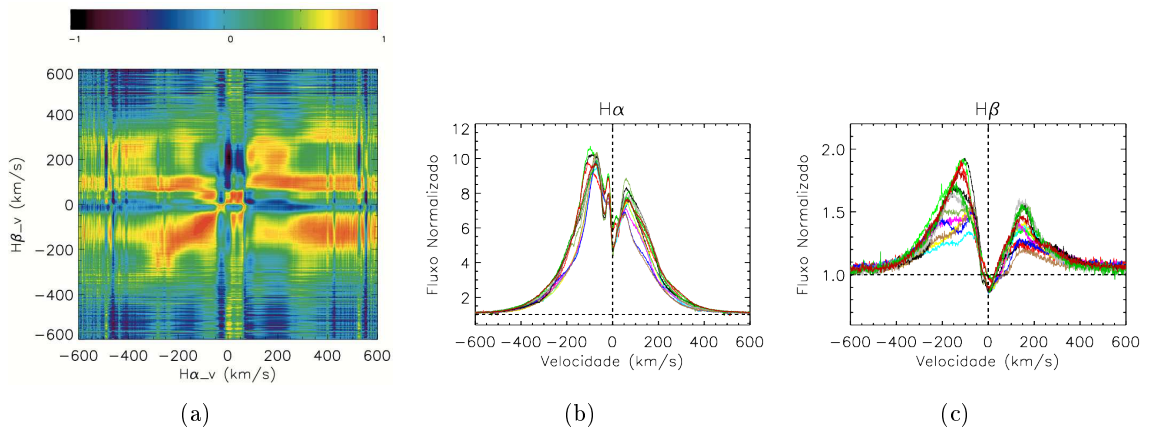 −1 0 1
600
400
200
0
−200
−400
−600
Hβ_v (km/s)
−600 −400 −200 0 200 400 600
Hα_v (km/s)
(a)
Hα
12
10
8
6
4
2
Fluxo Normalizado
−600 −400 −200 0 200 400 600
Velocidade (km/s)
(b)
Hβ
2.0
1.5
1.0
Fluxo Normalizado
−600 −400 −200 0 200 400 600
Velocidade (km/s)
(c)